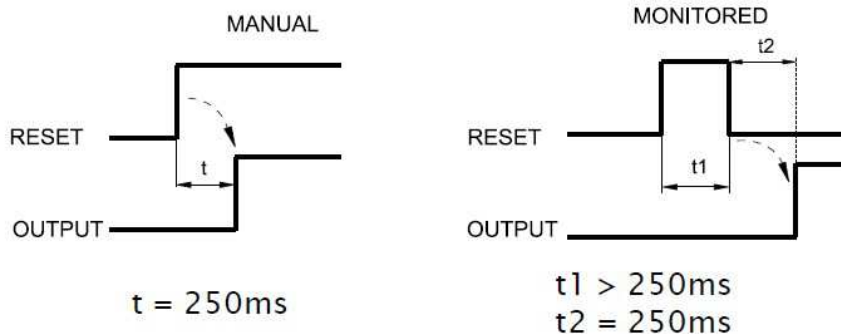 MANUAL
RESET
t
OUTPUT
t = 250ms
MONITORED
t2
RESET
t1
OUTPUT
t1 > 250ms
t2 = 250ms